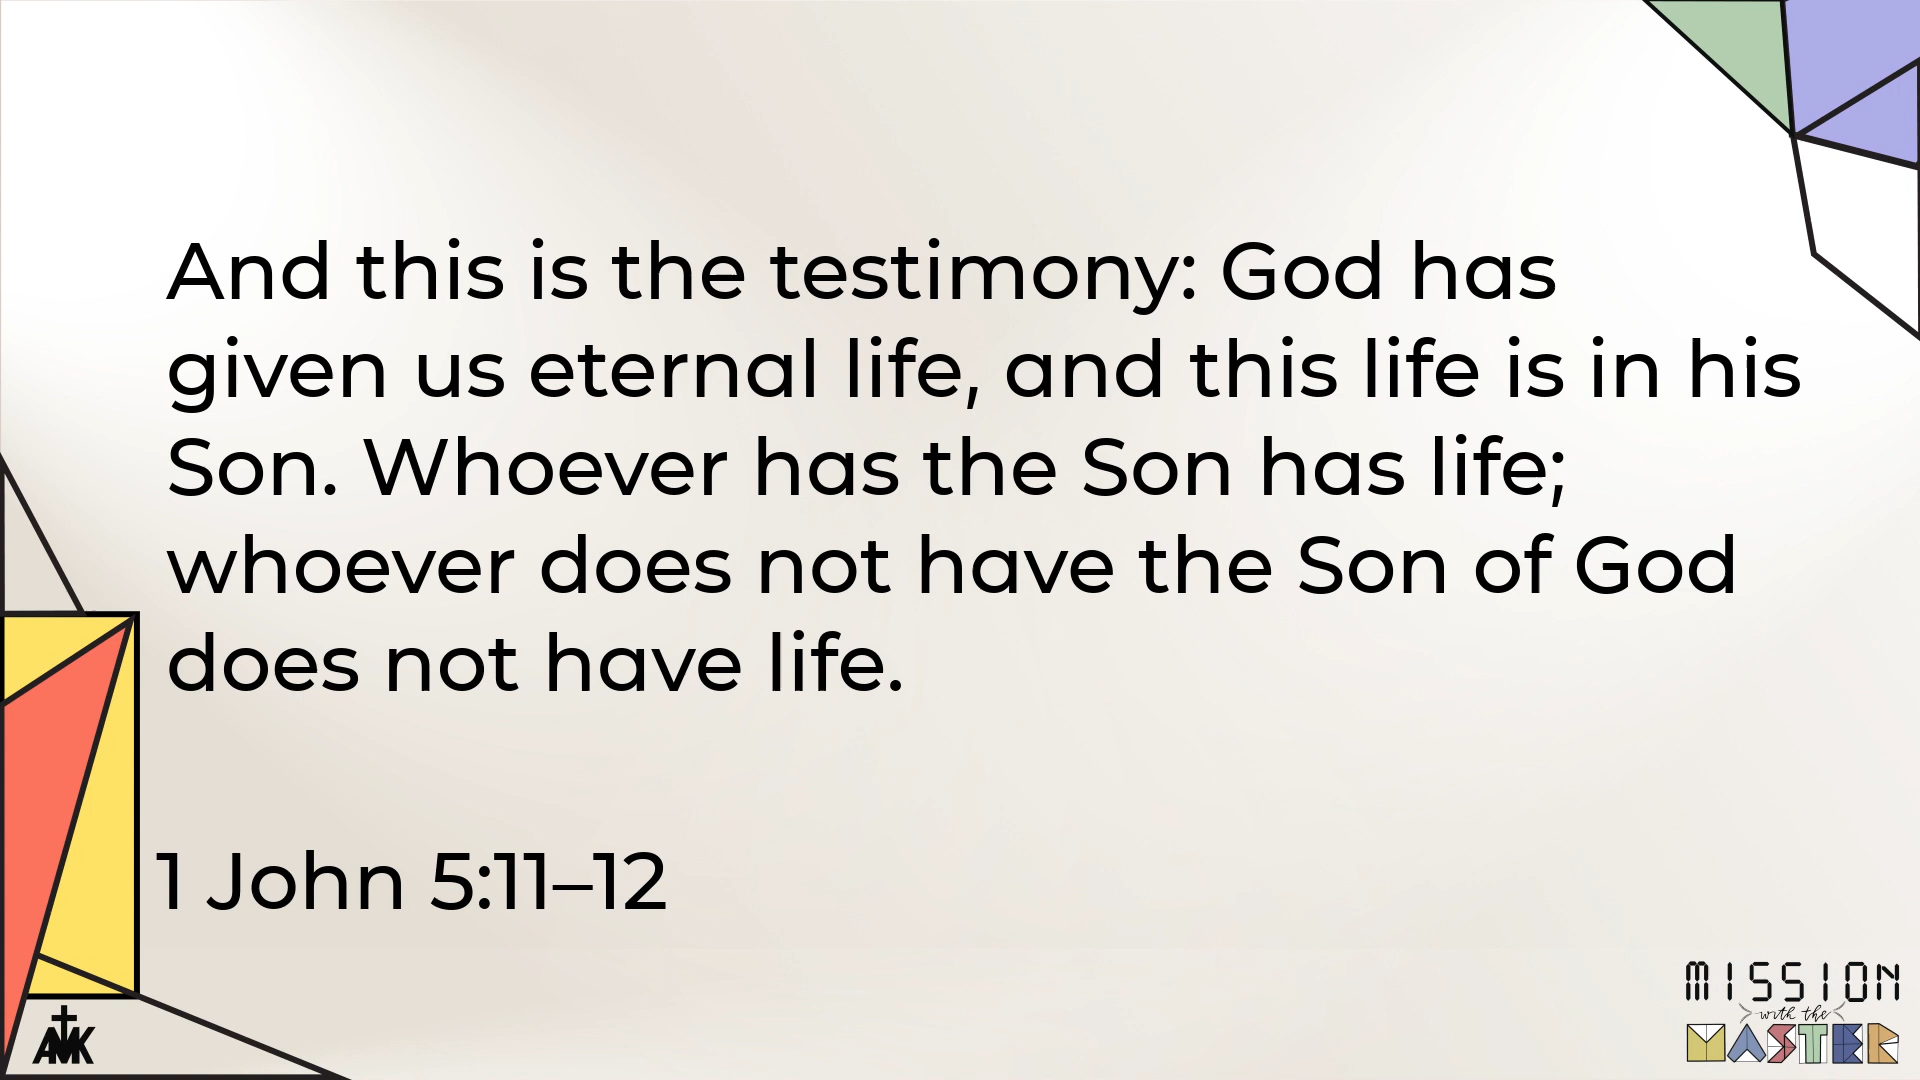 And this is the testimony: God has
given us eternal life, and this life is in his
Son. Whoever has the Son has life;
whoever does not have the Son of God
does not have life.
1 John 5:11–12
MISSION
with the
MASTER
AMK